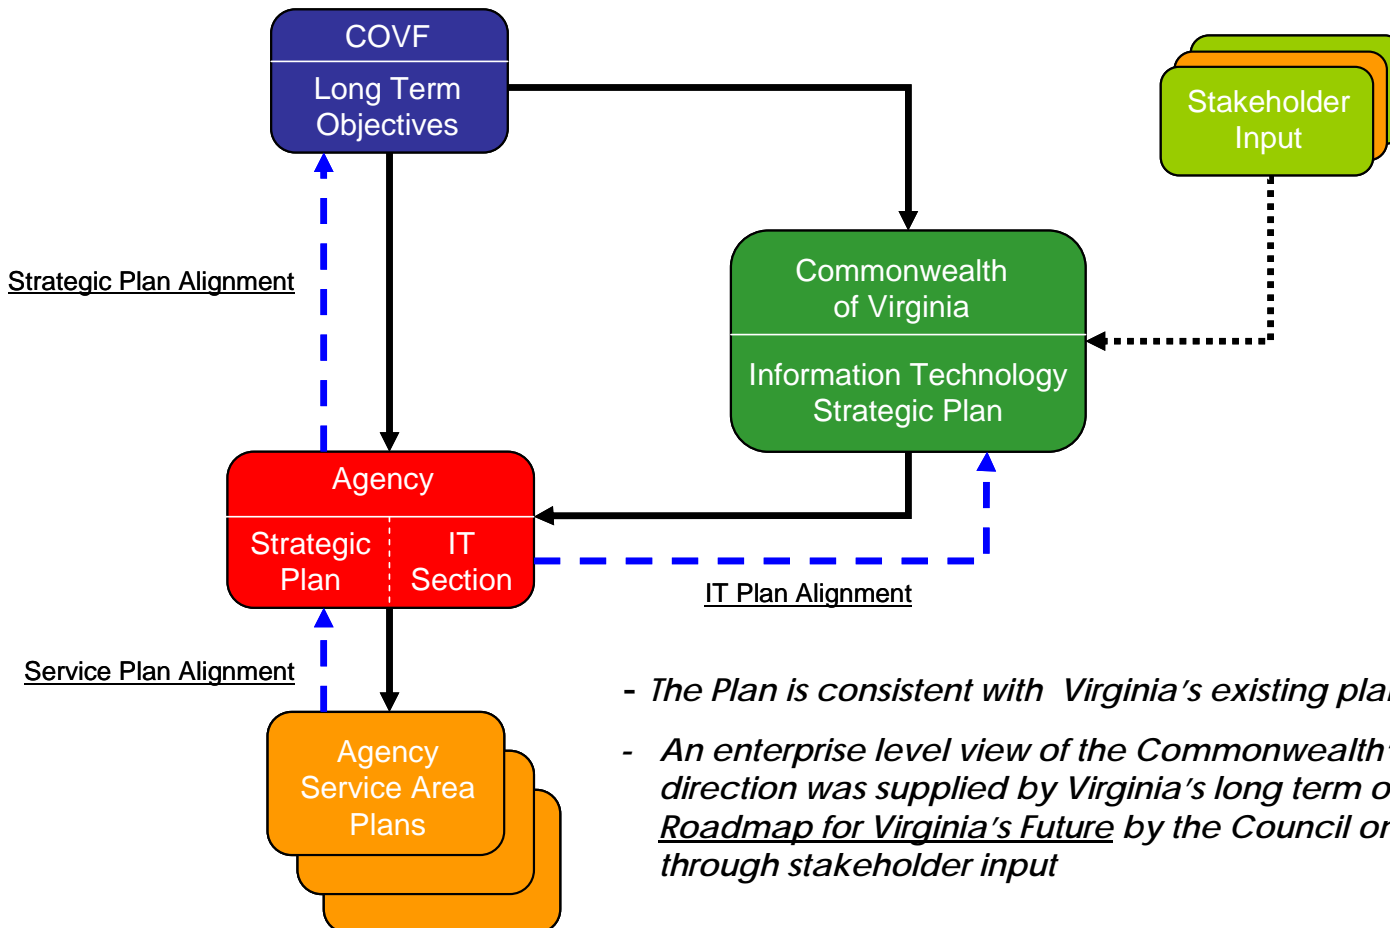 COVF
Long Term
Objectives
Stakeholder
Input
Commonwealth
of Virginia
Information Technology
Strategic Plan
Strategic Plan Alignment
Agency
Strategic
Plan
IT
Section
IT Plan Alignment
Service Plan Alignment
Agency
Service Area
Plans
- The Plan is consistent with Virginia's existing
- An enterprise level view of the Commonwealth'
direction was supplied by Virginia's long term
Roadmap for Virginia's Future by the Council
through stakeholder input